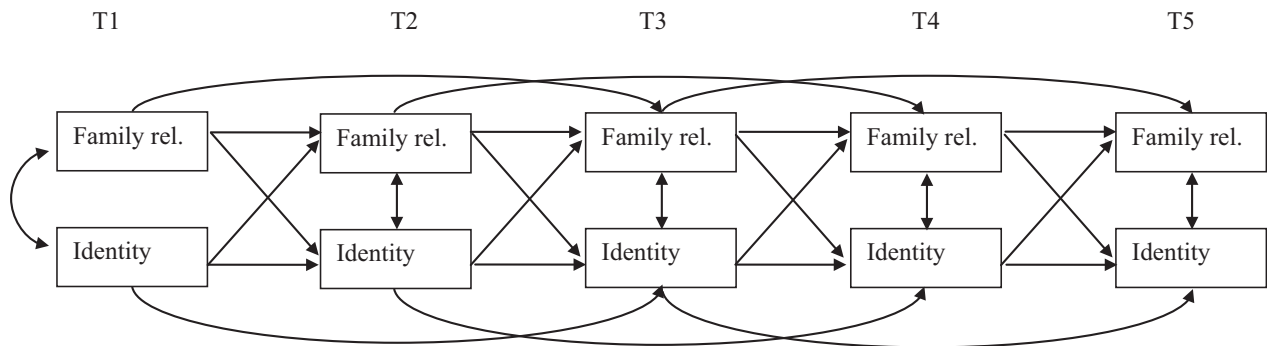 T1 T2 T3 T4 T5
Family rel. Family rel. Family rel. Family rel. Family rel.
Identity Identity Identity Identity Identity